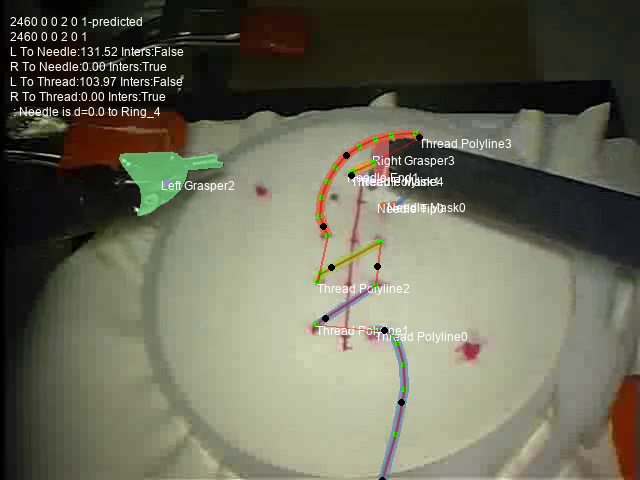 2460 0 0 2 0 1-predicted
2460 0 0 2 0 1
L To Needle:131.52 Inters:False
R To Needle:0.00 Inters:True
L To Thread:103.97 Inters:False
R To Thread:0.00 Inters:True
: Needle is d=0.0 to Ring_4
Thread Polyline3
Right Grasper3
Left Grasper2
Thread Polyline2
Thread Polyline1
Thread Polyline0